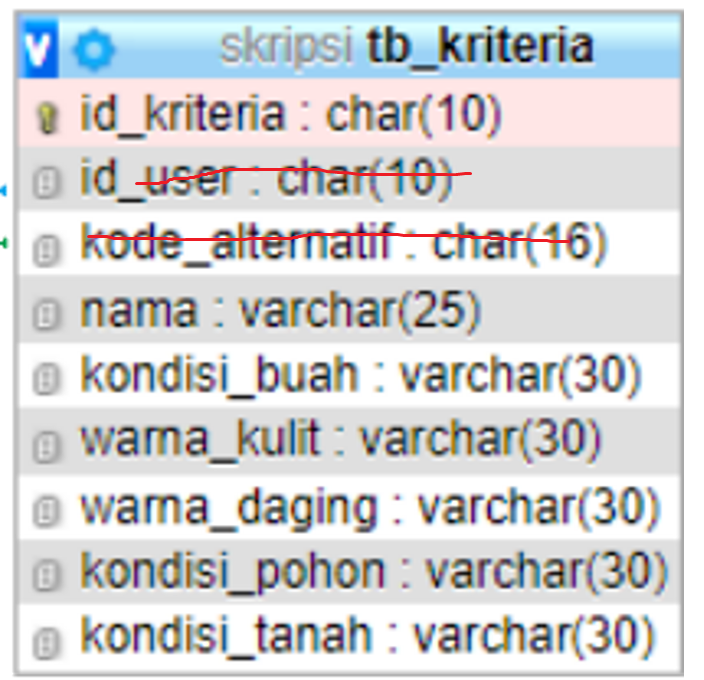 v skripsi tb_kriteria
id_kriteria : char(10)
id_user : char(10)
kode_alternatif : char(16)
nama : varchar(25)
kondisi_buah : varchar(30)
warna_kulit : varchar(30)
warna_daging : varchar(30)
kondisi_pohon : varchar(30)
kondisi_tanah : varchar(30)